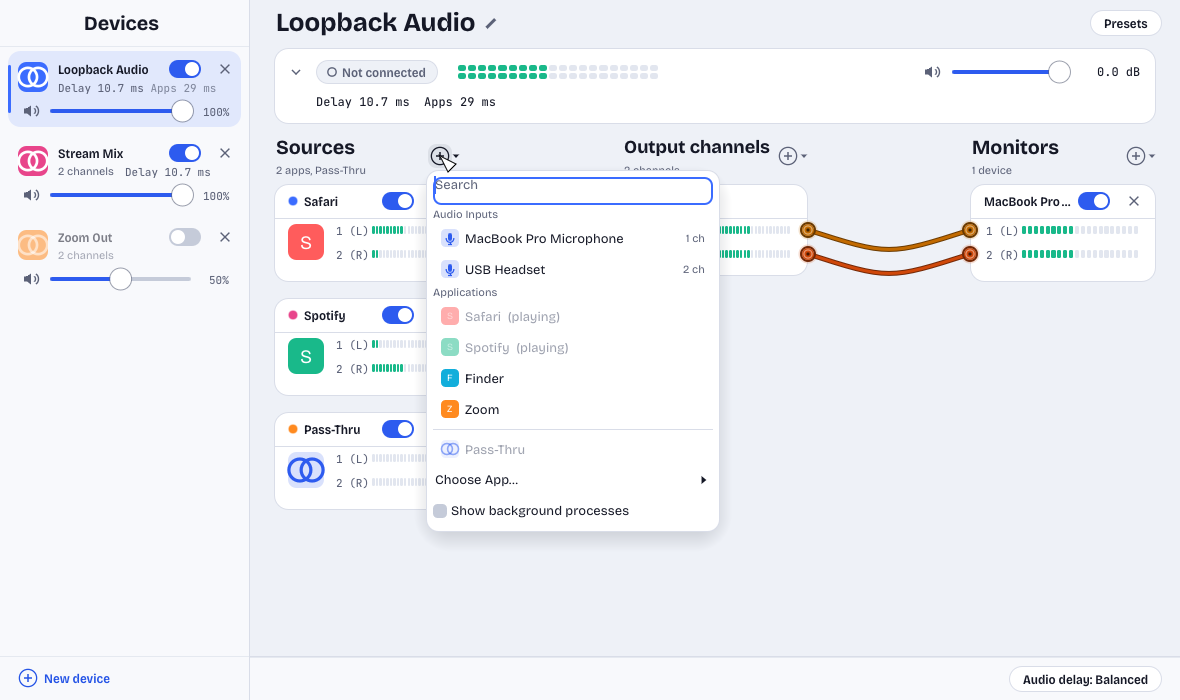 Devices
Loopback Audio
Delay 10.7 ms Apps 29 ms
100%
Stream Mix
2 channels Delay 10.7 ms
100%
Zoom Out
2 channels
50%
New device
Loopback Audio
Presets
Not connected
0.0 dB
Delay 10.7 ms Apps 29 ms
Sources
2 apps, Pass-Thru
Output channels
2 channels
Monitors
1 device
Safari
S
1 (L)
2 (R)
Spotify
S
1 (L)
2 (R)
Pass-Thru
1 (L)
2 (R)
Search
Audio Inputs
MacBook Pro Microphone 1 ch
USB Headset 2 ch
Applications
S Safari (playing)
S Spotify (playing)
F Finder
Z Zoom
Pass-Thru
Choose App...
Show background processes
MacBook Pro...
1 (L)
2 (R)
Audio delay: Balanced